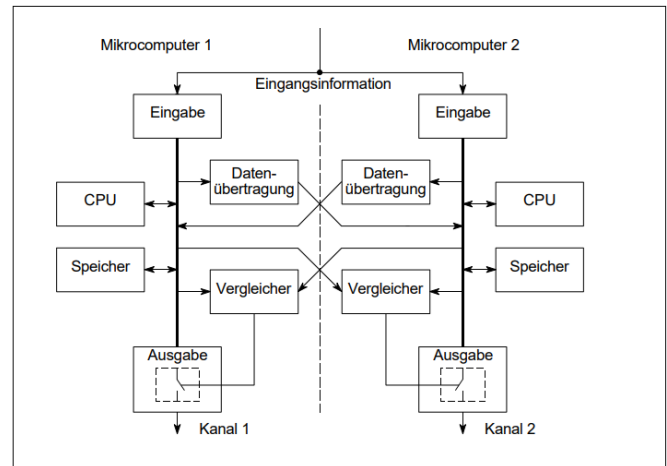 Mikrocomputer 1
Mikrocomputer 2
Eingangsinformation
Eingabe
Eingabe
Daten-
übertragung
Daten-
übertragung
CPU
CPU
Speicher
Vergleicher
Vergleicher
Speicher
Ausgabe
Ausgabe
Kanal 1
Kanal 2